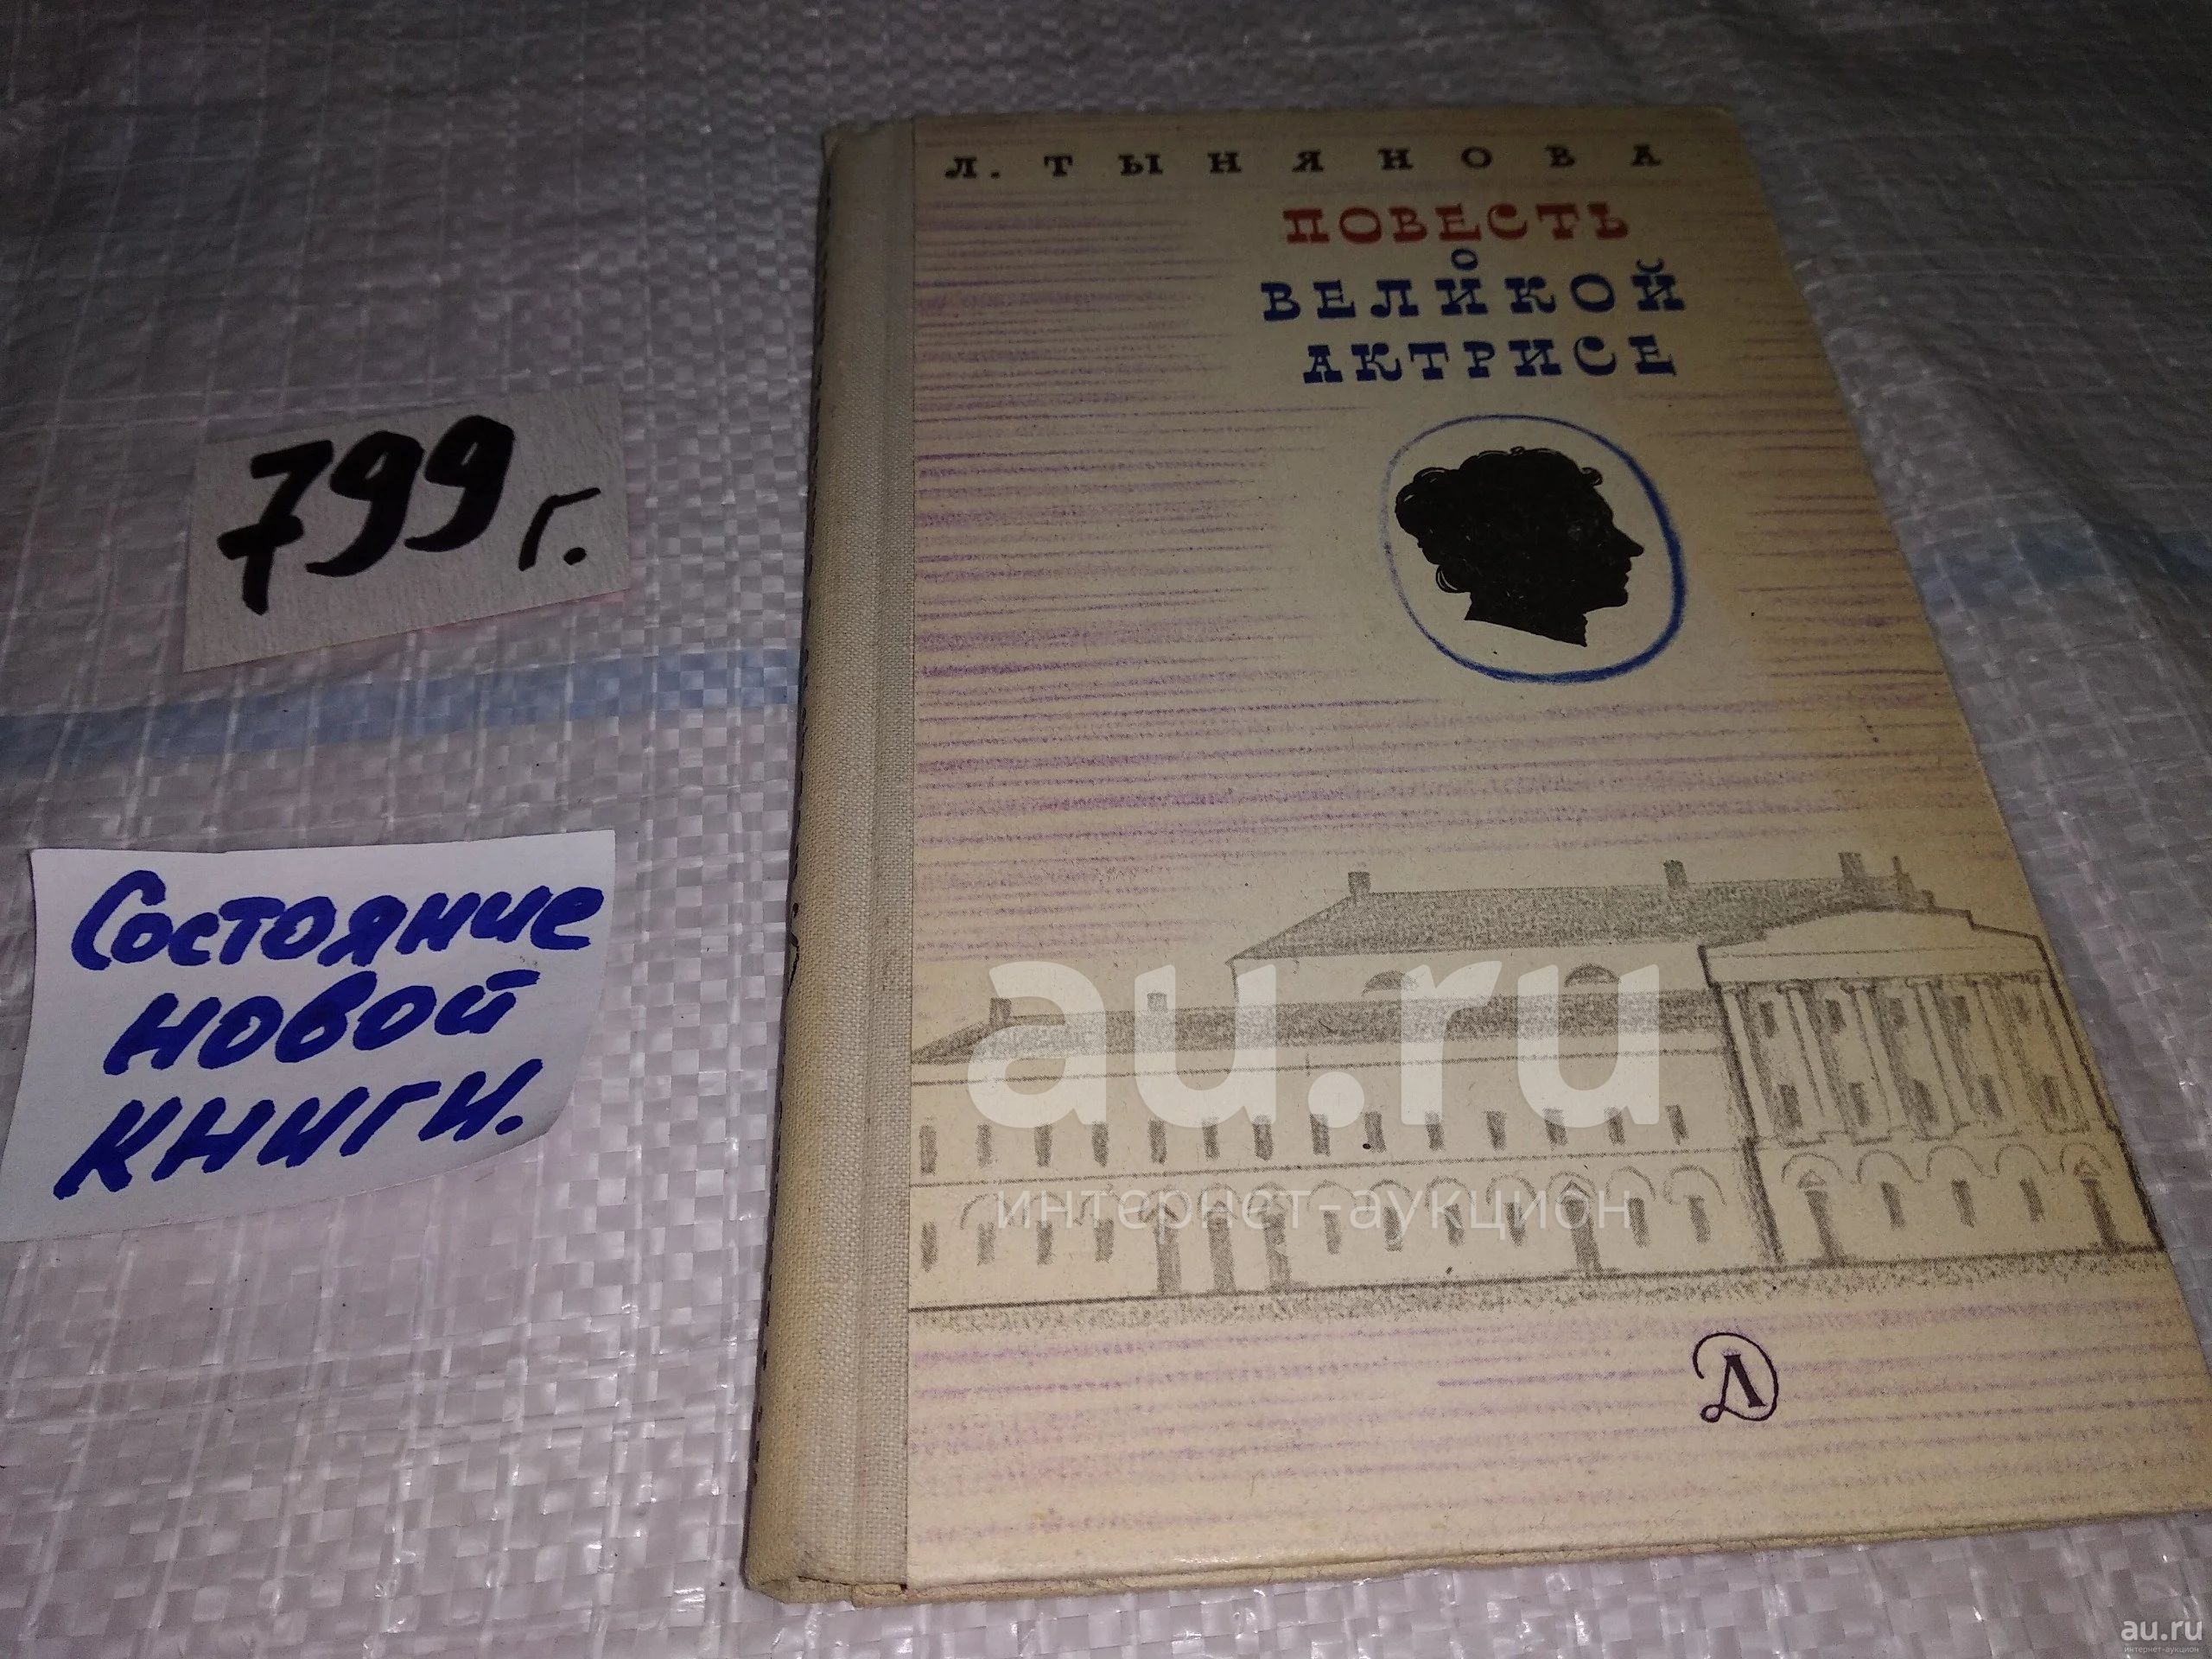 Л. ТЫНЯНОВА
ПОВЕСТЬ
О
ВЕЛИКОЙ
АКТРИСЕ
799 г.
Состояние
новой
книги.
au.ru
интернет-аукцион
Д
au.ru
интернет-аукцион